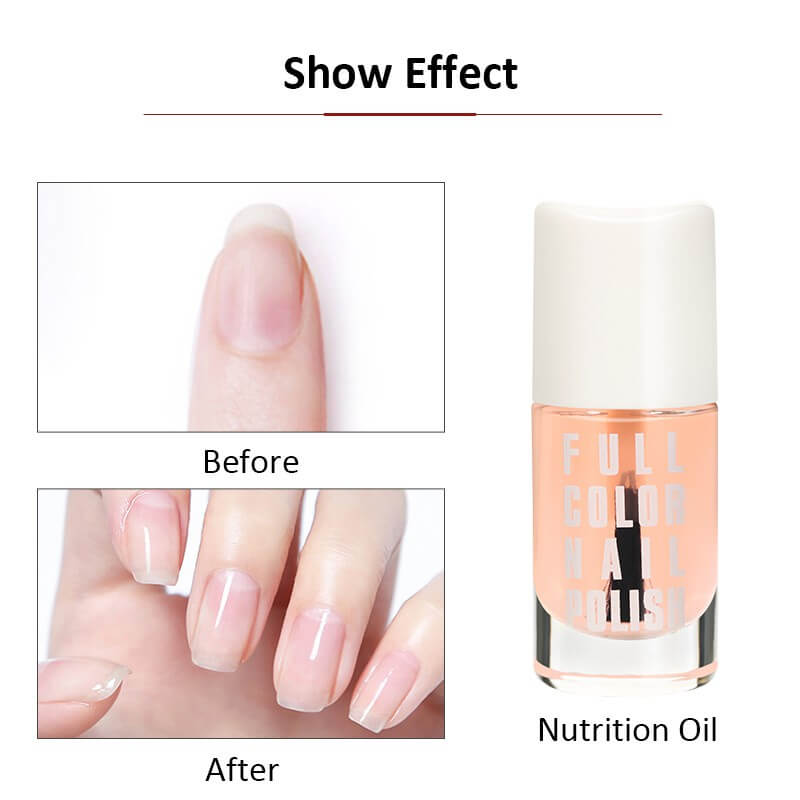 Show Effect
Before
After
FULL
COLOR
NAIL
POLISH
Nutrition Oil